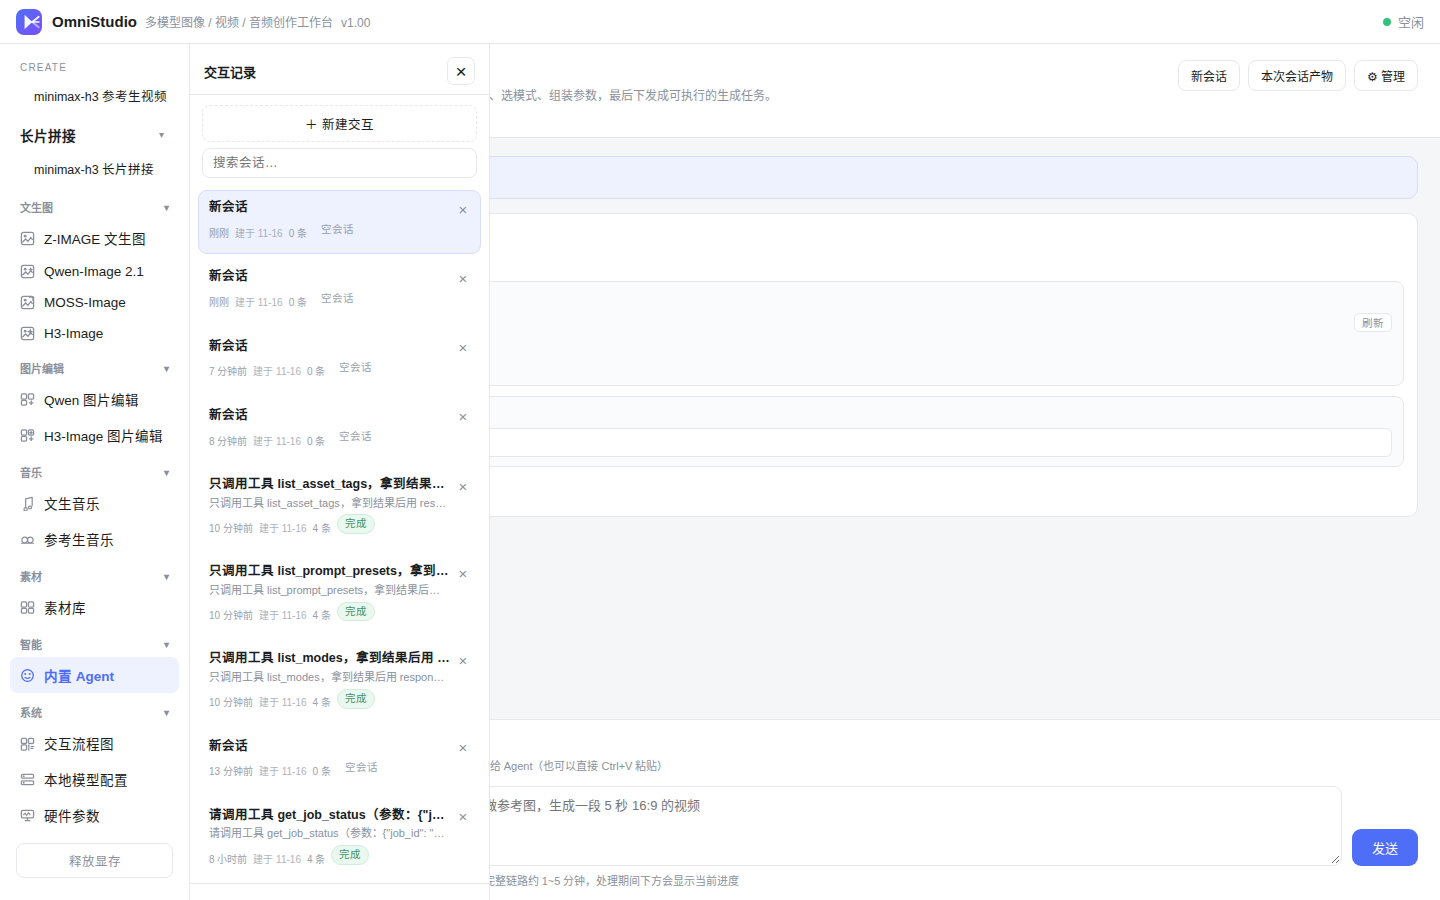 OmniStudio 多模型图像 / 视频 / 音频创作工作台 v1.00
空闲
CREATE
minimax-h3 参考生视频
长片拼接 ▾
minimax-h3 长片拼接
文生图 ▾
Z-IMAGE 文生图
Qwen-Image 2.1
MOSS-Image
H3-Image
图片编辑 ▾
Qwen 图片编辑
H3-Image 图片编辑
音乐 ▾
文生音乐
参考生音乐
素材 ▾
素材库
智能 ▾
内置 Agent
系统 ▾
交互流程图
本地模型配置
硬件参数
释放显存
交互记录 ×
＋ 新建交互
搜索会话...
新会话 ×
刚刚 建于 11-16 0 条 空会话
新会话 ×
刚刚 建于 11-16 0 条 空会话
新会话 ×
7 分钟前 建于 11-16 0 条 空会话
新会话 ×
8 分钟前 建于 11-16 0 条 空会话
只调用工具 list_asset_tags，拿到结果... ×
只调用工具 list_asset_tags，拿到结果后用 res...
10 分钟前 建于 11-16 4 条 完成
只调用工具 list_prompt_presets，拿到... ×
只调用工具 list_prompt_presets，拿到结果后...
10 分钟前 建于 11-16 4 条 完成
只调用工具 list_modes，拿到结果后用 ... ×
只调用工具 list_modes，拿到结果后用 respon...
10 分钟前 建于 11-16 4 条 完成
新会话 ×
13 分钟前 建于 11-16 0 条 空会话
请调用工具 get_job_status（参数：{"j... ×
请调用工具 get_job_status（参数：{"job_id": "...
8 小时前 建于 11-16 4 条 完成
新会话 本次会话产物 ⚙ 管理
、选模式、组装参数，最后下发成可执行的生成任务。
刷新
给 Agent（也可以直接 Ctrl+V 粘贴）
做参考图，生成一段 5 秒 16:9 的视频
发送
完整链路约 1~5 分钟，处理期间下方会显示当前进度